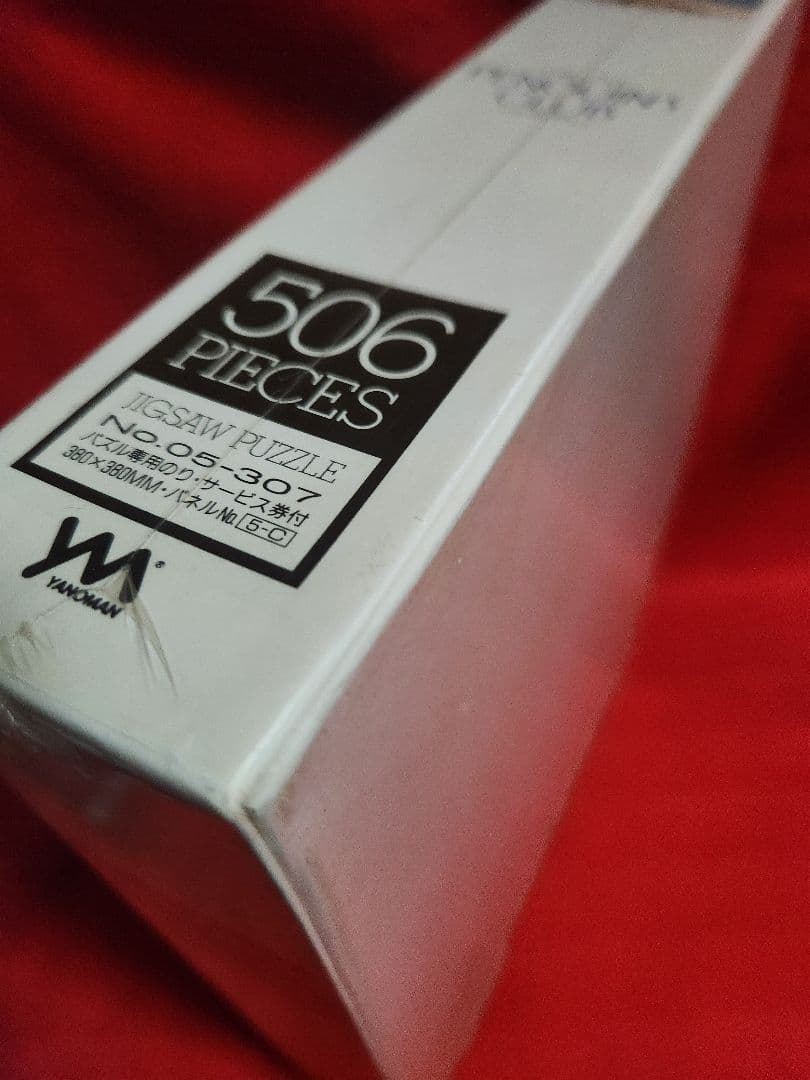 506
PIECES
JIGSAW PUZZLE
No.05-307
パズル専用のり・サービス券付
380×380MM・パネル№ 5-C
YM®
YANOMAN